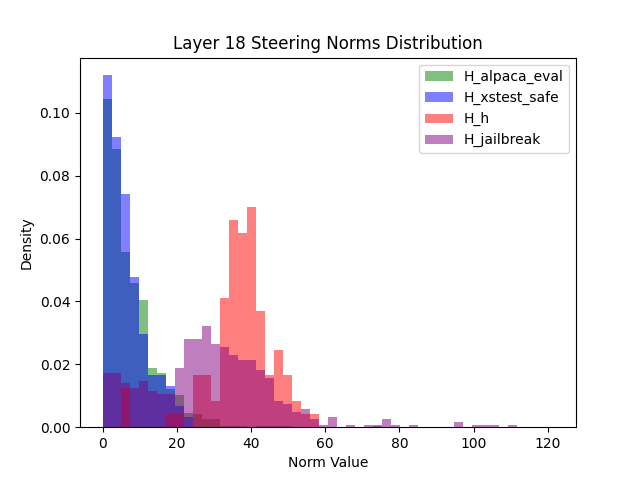 Layer 18 Steering Norms Distribution
H_alpaca_eval
H_xstest_safe
H_h
H_jailbreak
Density
0.10
0.08
0.06
0.04
0.02
0.00
0 20 40 60 80 100 120
Norm Value